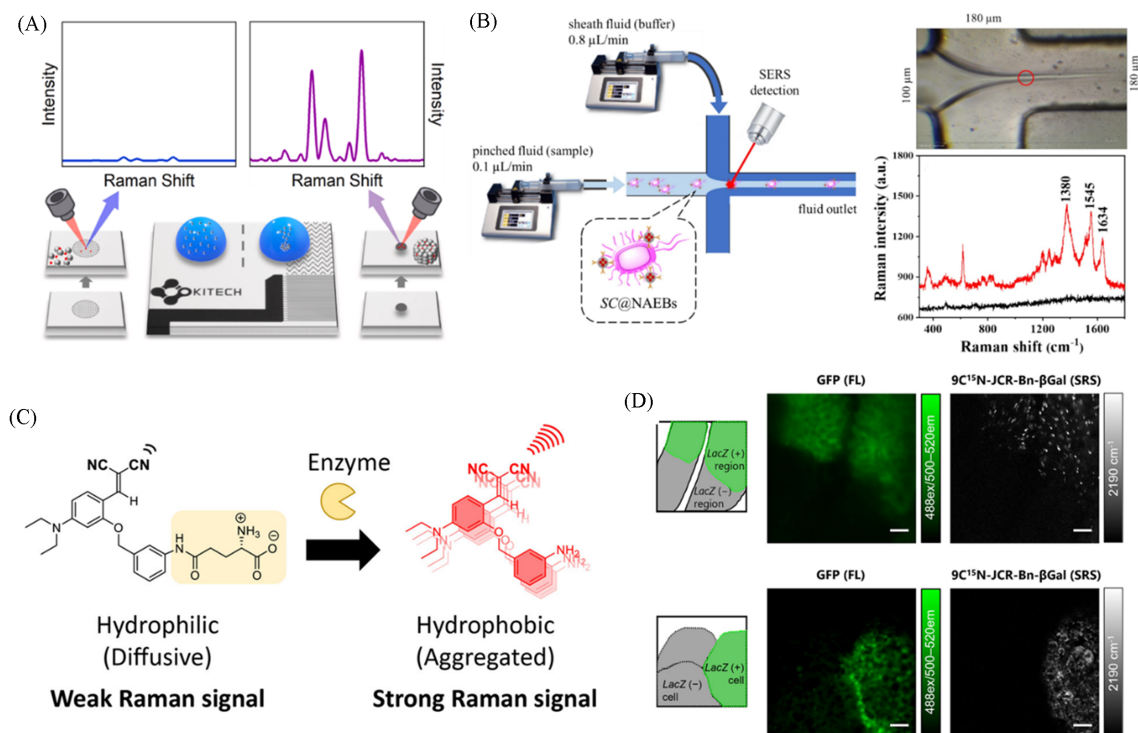 (A)
Intensity
Raman Shift
Intensity
Raman Shift
KITECH
(B)
sheath fluid (buffer)
0.8 μL/min
pinched fluid (sample)
0.1 μL/min
SERS
detection
fluid outlet
SC@NAEBs
180 μm
100 μm
180 μm
Raman intensity (a.u.)
1800
1500
1200
900
600
1380
1545
1634
400
800
1200
1600
Raman shift (cm-1)
(C)
NC
CN
H
N
O
N
H
O
+
NH3
O
⊖
O
Hydrophilic
(Diffusive)
Weak Raman signal
Enzyme
NC
CN
H
N
O
NH2
Hydrophobic
(Aggregated)
Strong Raman signal
(D)
LacZ (+)
region
LacZ (−)
region
GFP (FL)
488ex/500–520em
9C15N-JCR-Bn-βGal (SRS)
2190 cm-1
LacZ (−)
cell
LacZ (+)
cell
GFP (FL)
488ex/500–520em
9C15N-JCR-Bn-βGal (SRS)
2190 cm-1